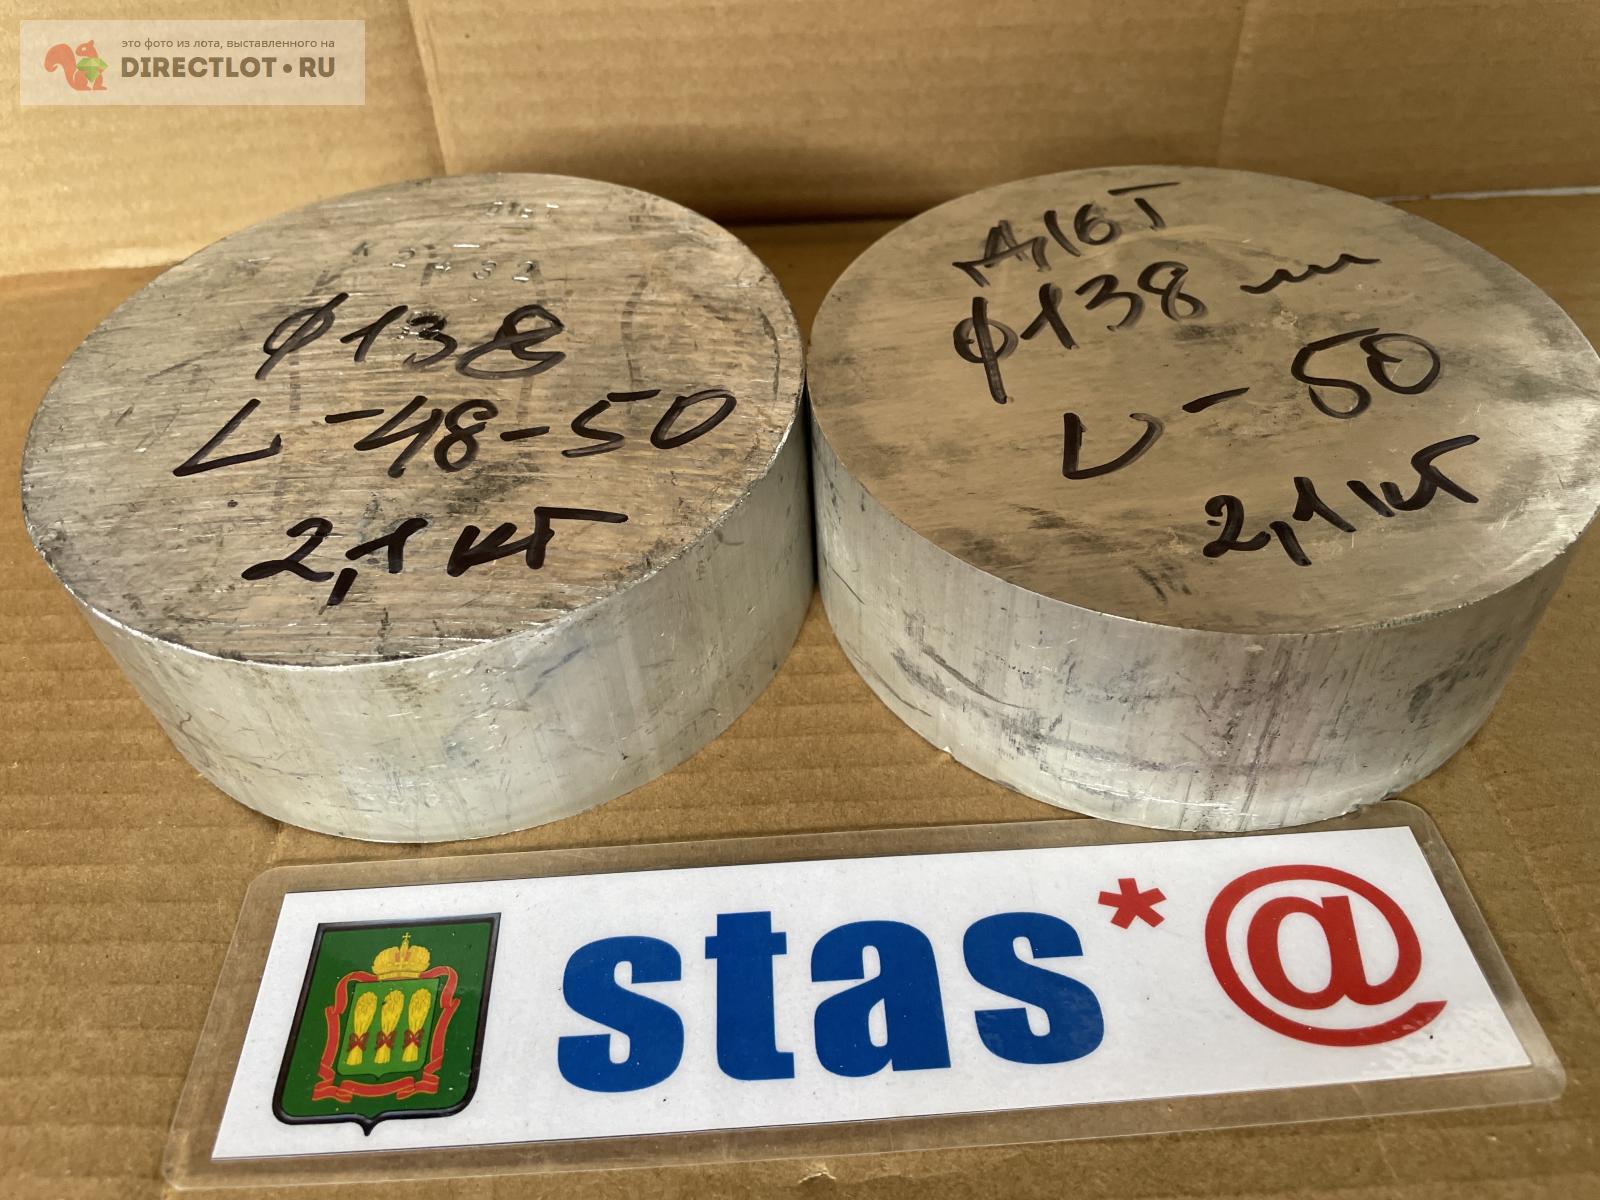 это фото из лота, выставленного на
DIRECTLOT•RU
ф138
L-48-50
2,1 кг
Д16Т
ф138 мм
L-50
2,1 кг
stas*@